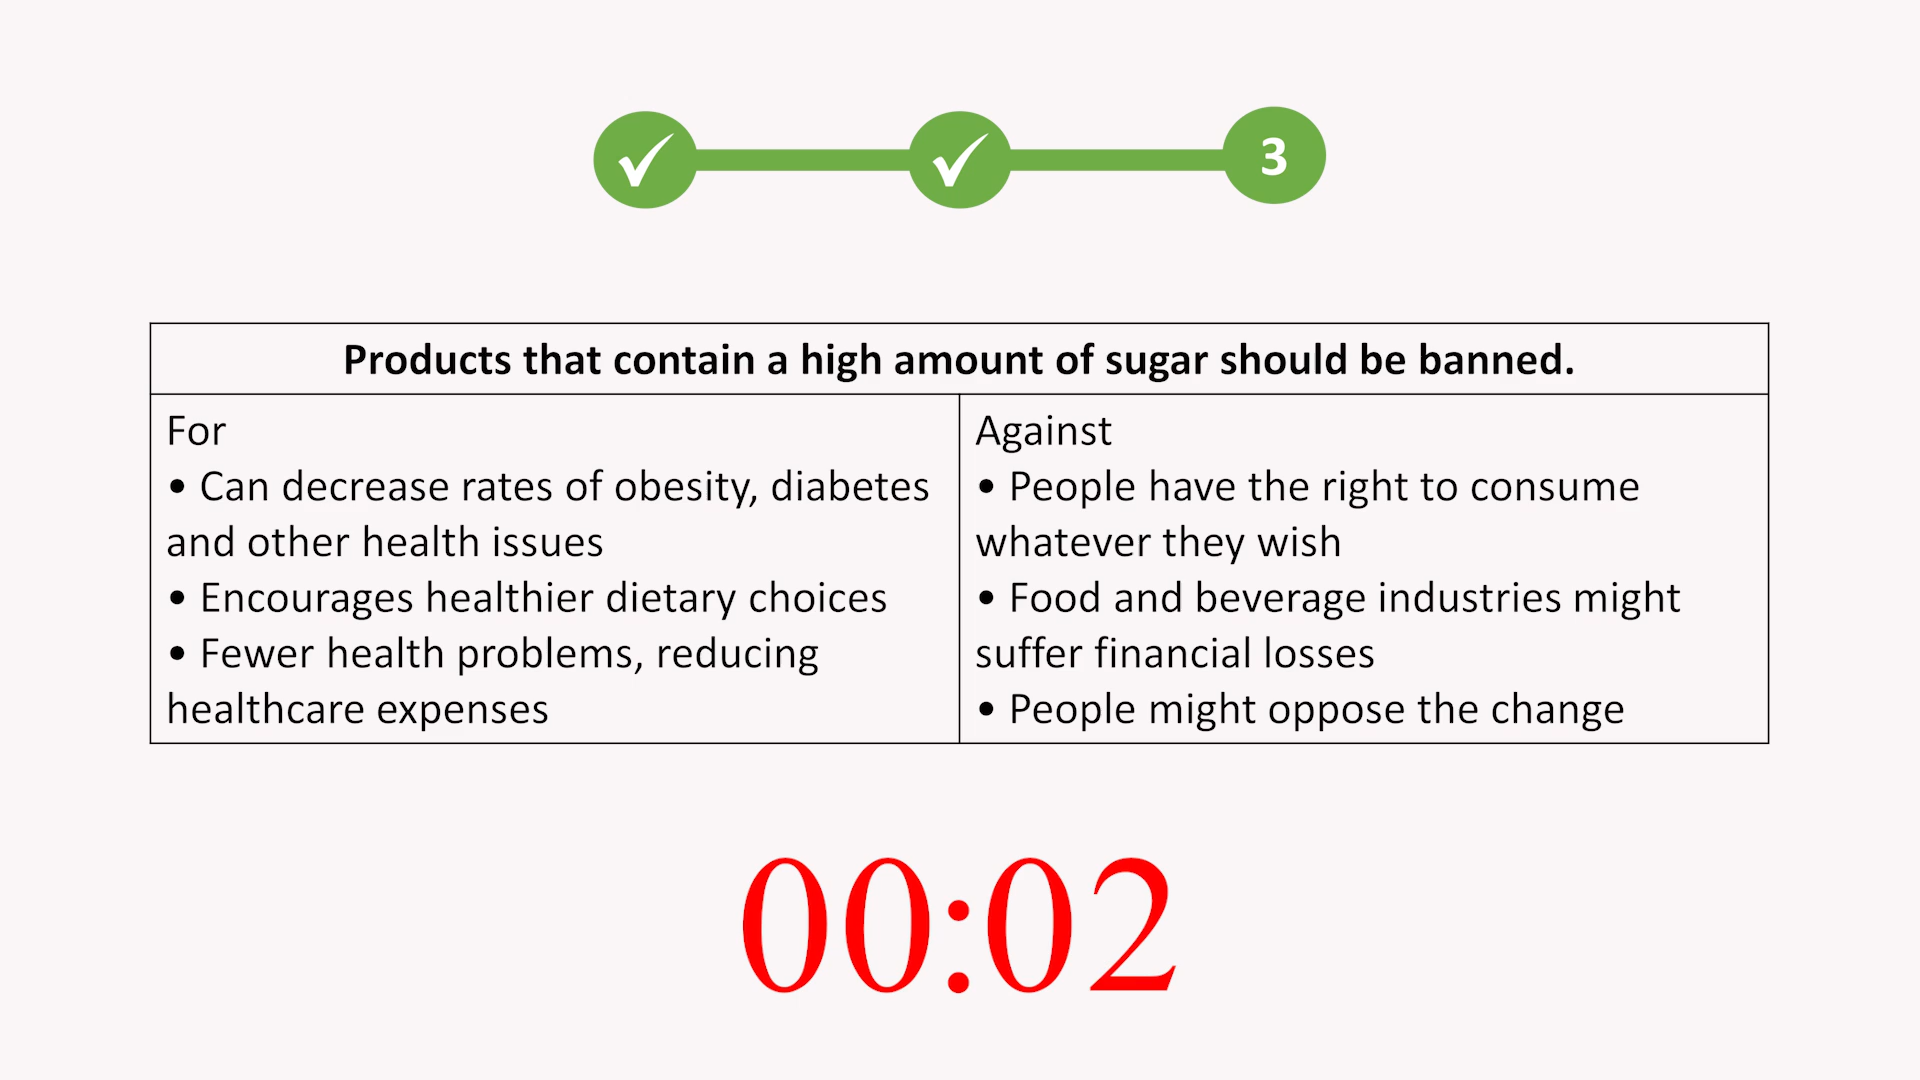 3
Products that contain a high amount of sugar should be banned.
For
• Can decrease rates of obesity, diabetes
and other health issues
• Encourages healthier dietary choices
• Fewer health problems, reducing
healthcare expenses
Against
• People have the right to consume
whatever they wish
• Food and beverage industries might
suffer financial losses
• People might oppose the change
00:02